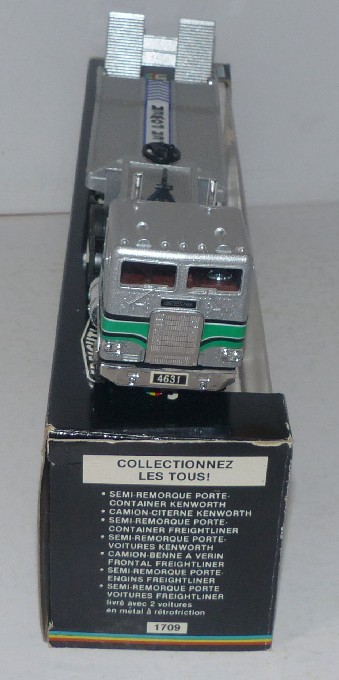 4631
COLLECTIONNEZ
LES TOUS!
• SEMI-REMORQUE PORTE-
CONTAINER KENWORTH
• CAMION-CITERNE KENWORTH
• SEMI-REMORQUE PORTE-
CONTAINER FREIGHTLINER
• SEMI-REMORQUE PORTE-
VOITURES KENWORTH
• CAMION-BENNE A VERIN
FRONTAL FREIGHTLINER
• SEMI-REMORQUE PORTE-
ENGINS FREIGHTLINER
• SEMI-REMORQUE PORTE
VOITURES FREIGHTLINER
livré avec 2 voitures
en métal à rétrofriction
1709